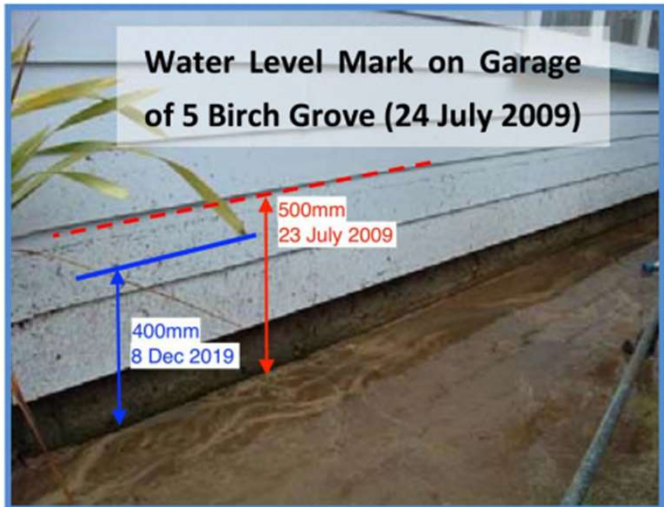 Water Level Mark on Garage
of 5 Birch Grove (24 July 2009)
500mm
23 July 2009
400mm
8 Dec 2019